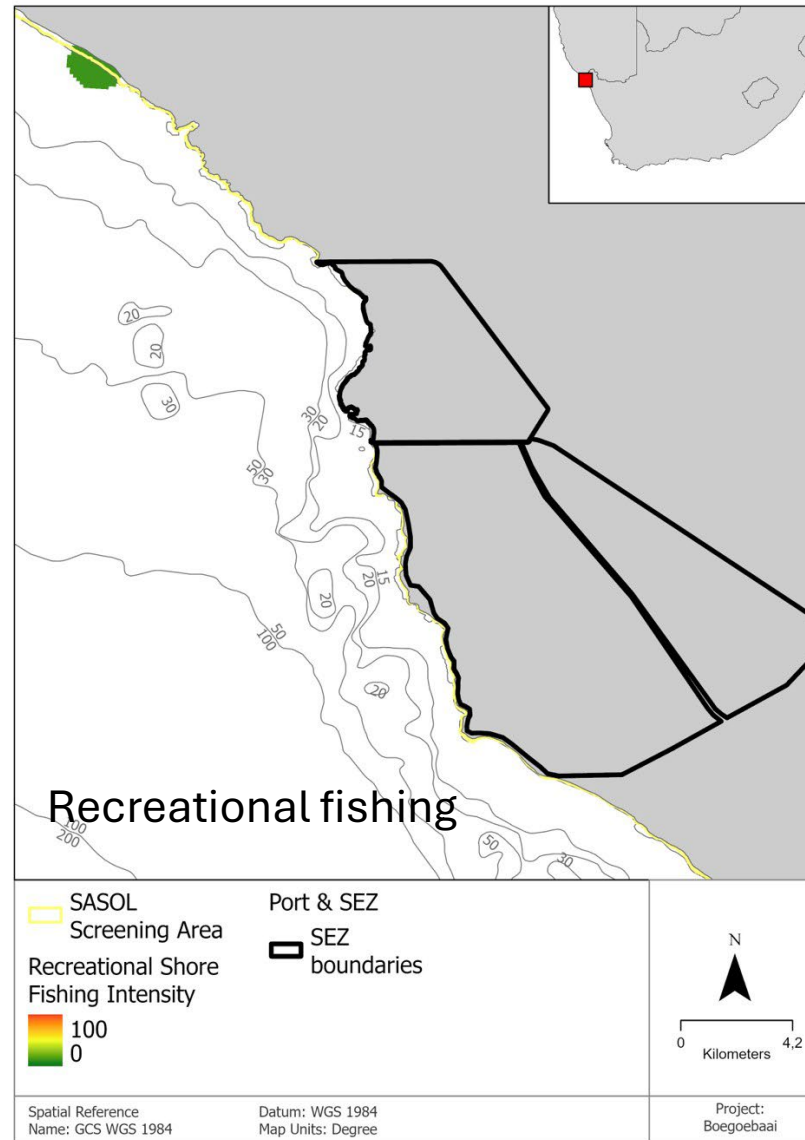 20
20
30
30
20
15
50
30
15
20
20
50
100
20
Recreational fishing
100
200
50
30
SASOL
Screening Area
Recreational Shore
Fishing Intensity
100
0
Port & SEZ
SEZ
boundaries
N
0 4,2
Kilometers
Spatial Reference
Name: GCS WGS 1984
Datum: WGS 1984
Map Units: Degree
Project:
Boegoebaai